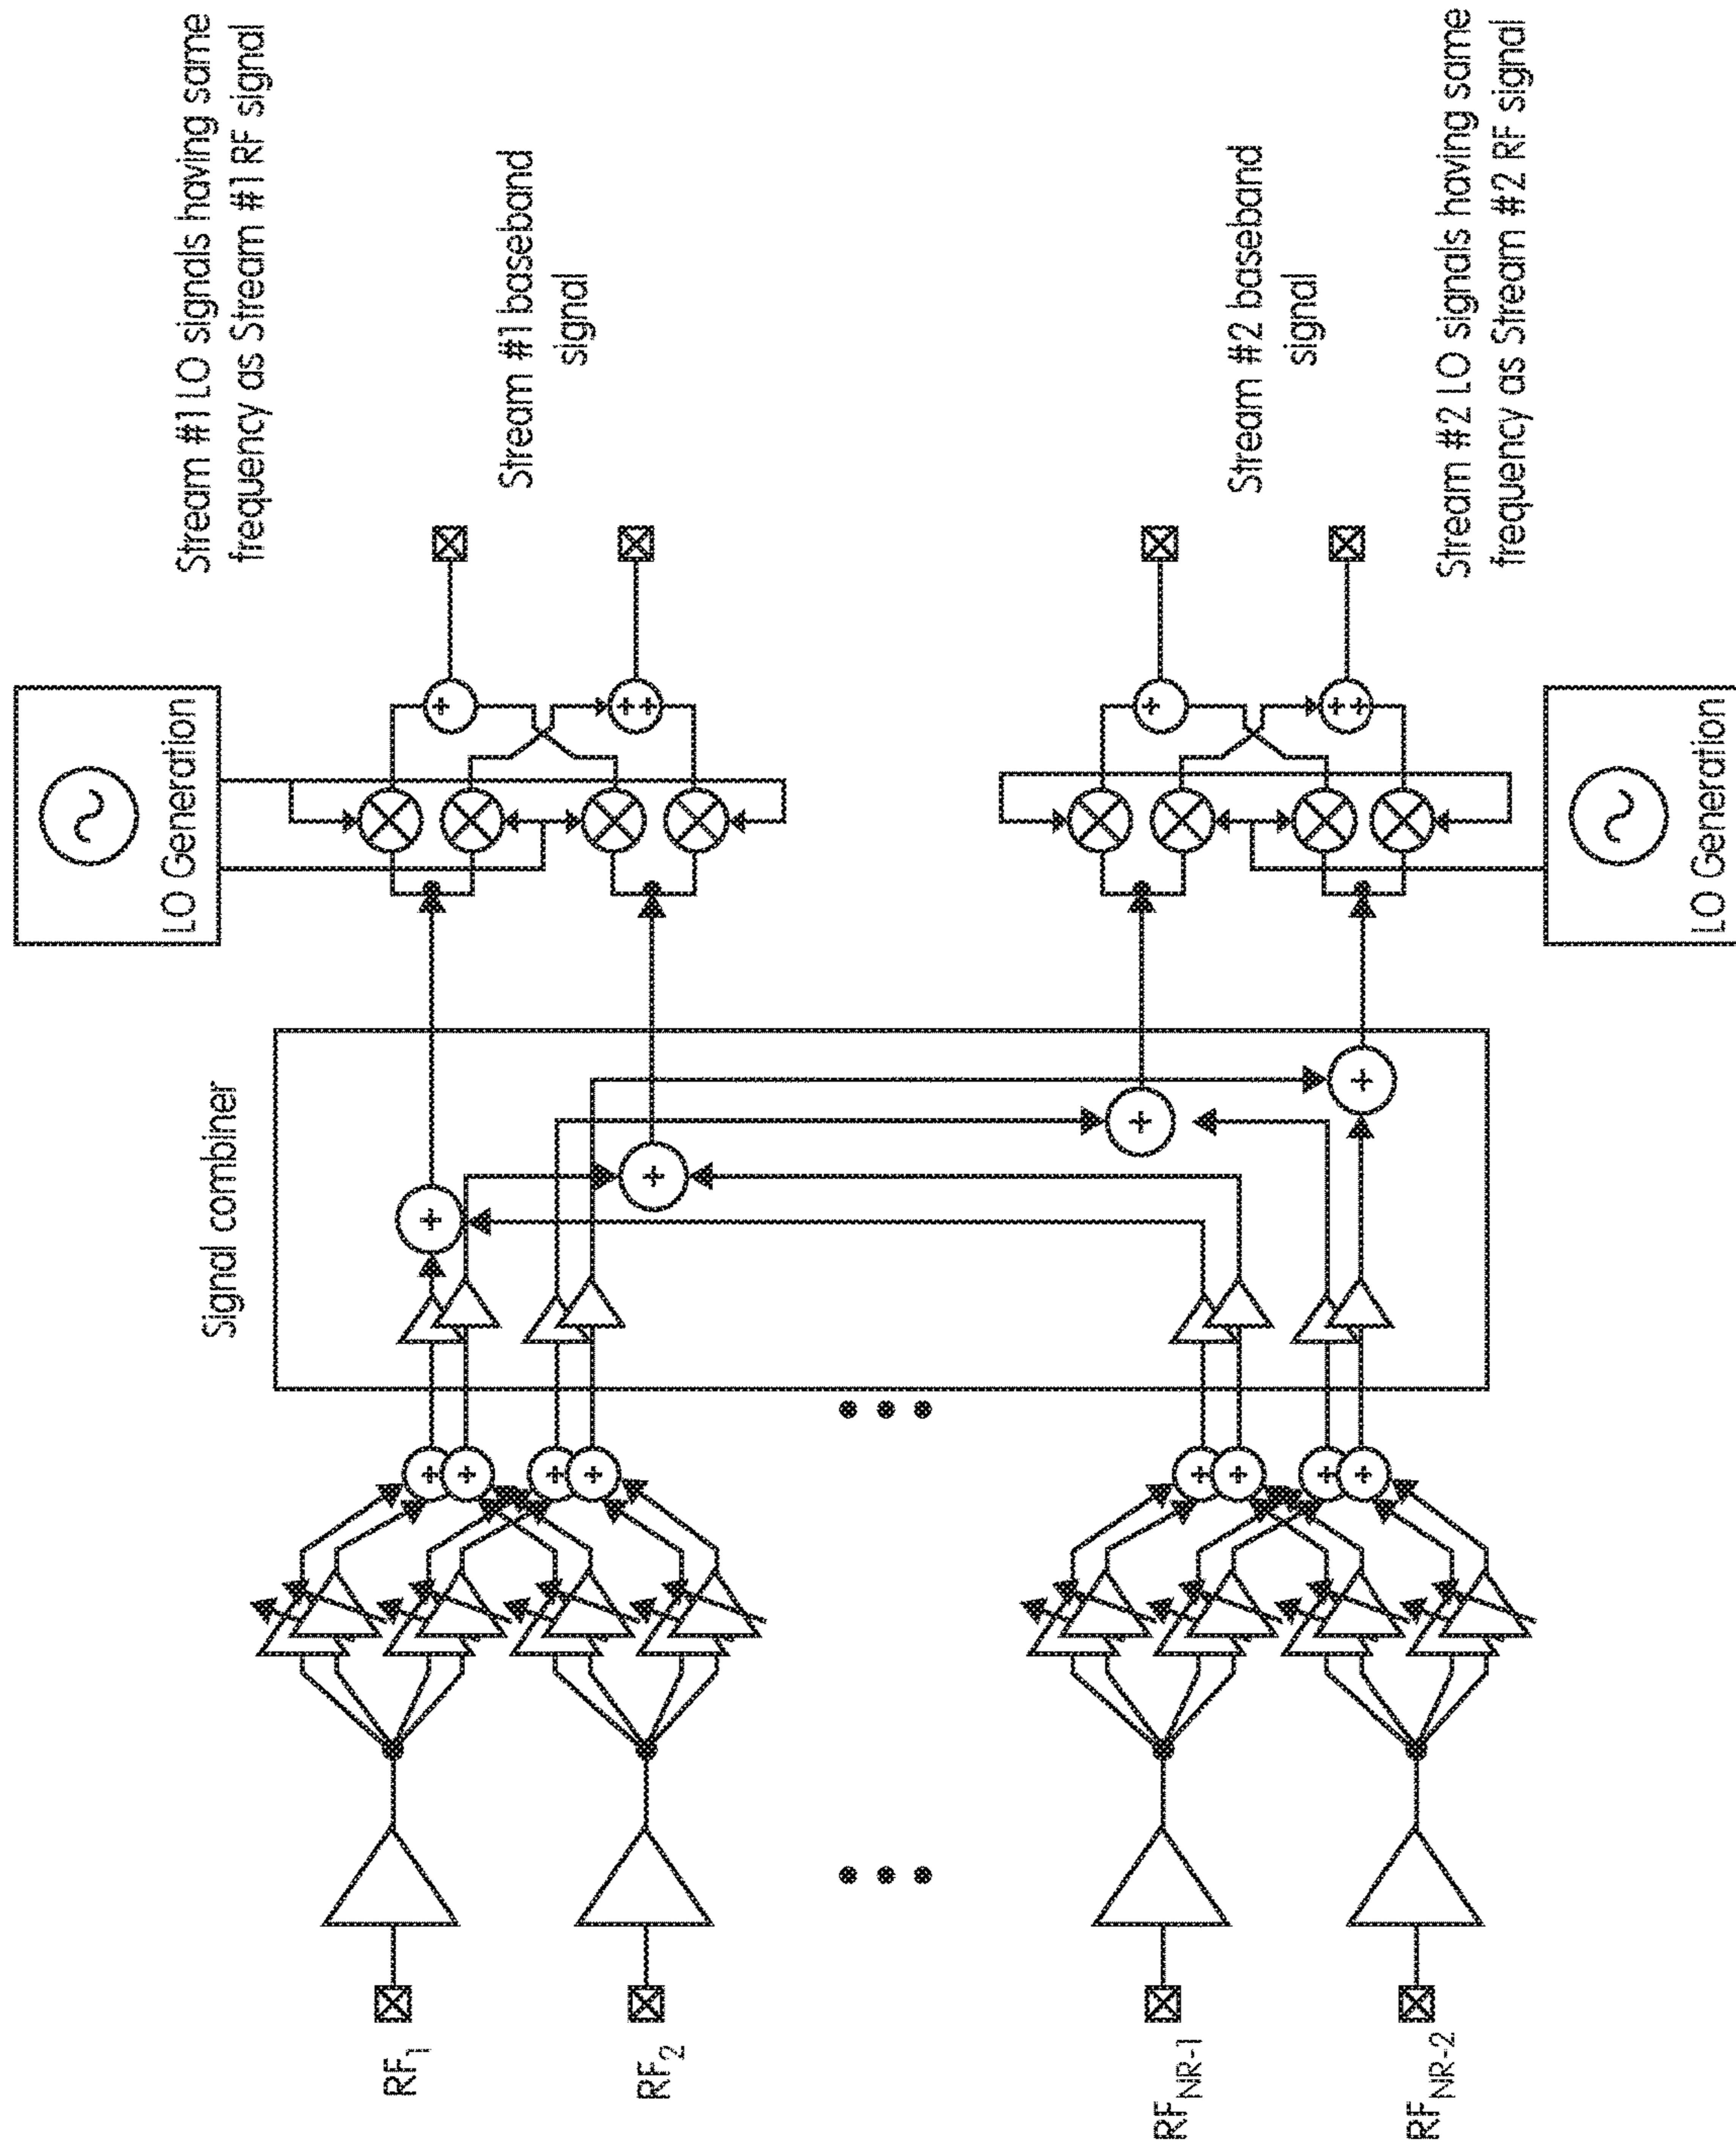 Stream #1 LO signals having same
frequency as Stream #1 RF signal
LO Generation
Stream #1 baseband
signal
Signal combiner
Stream #2 baseband
signal
Stream #2 LO signals having same
frequency as Stream #2 RF signal
LO Generation
RF1
RF2
RFNR-1
RFNR-2